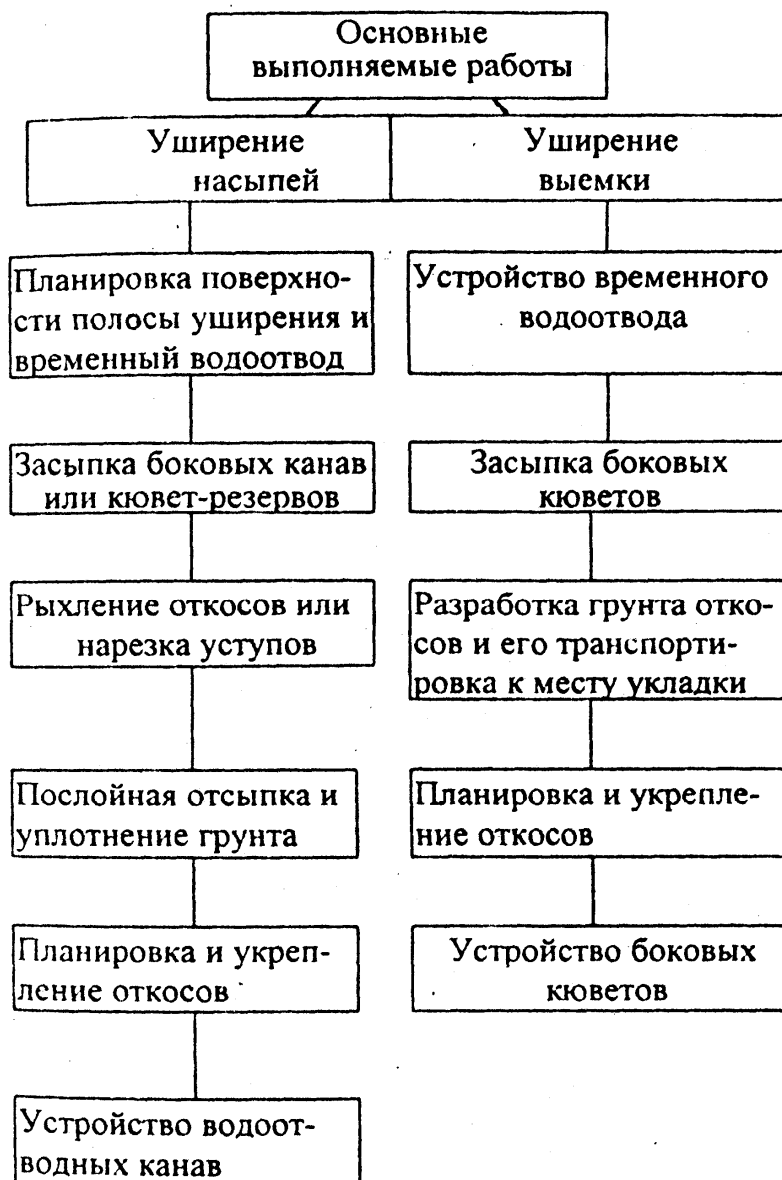 Основные
выполняемые работы
Уширение
насыпей
Уширение
выемки
Планировка поверхно-
сти полосы уширения и
временный водоотвод
Устройство временного
водоотвода
Засыпка боковых канав
или кювет-резервов
Засыпка боковых
кюветов
Рыхление откосов или
нарезка уступов
Разработка грунта отко-
сов и его транспорти-
ровка к месту укладки
Послойная отсыпка и
уплотнение грунта
Планировка и укрепле-
ние откосов
Планировка и укреп-
ление откосов
Устройство боковых
кюветов
Устройство водоот-
водных канав